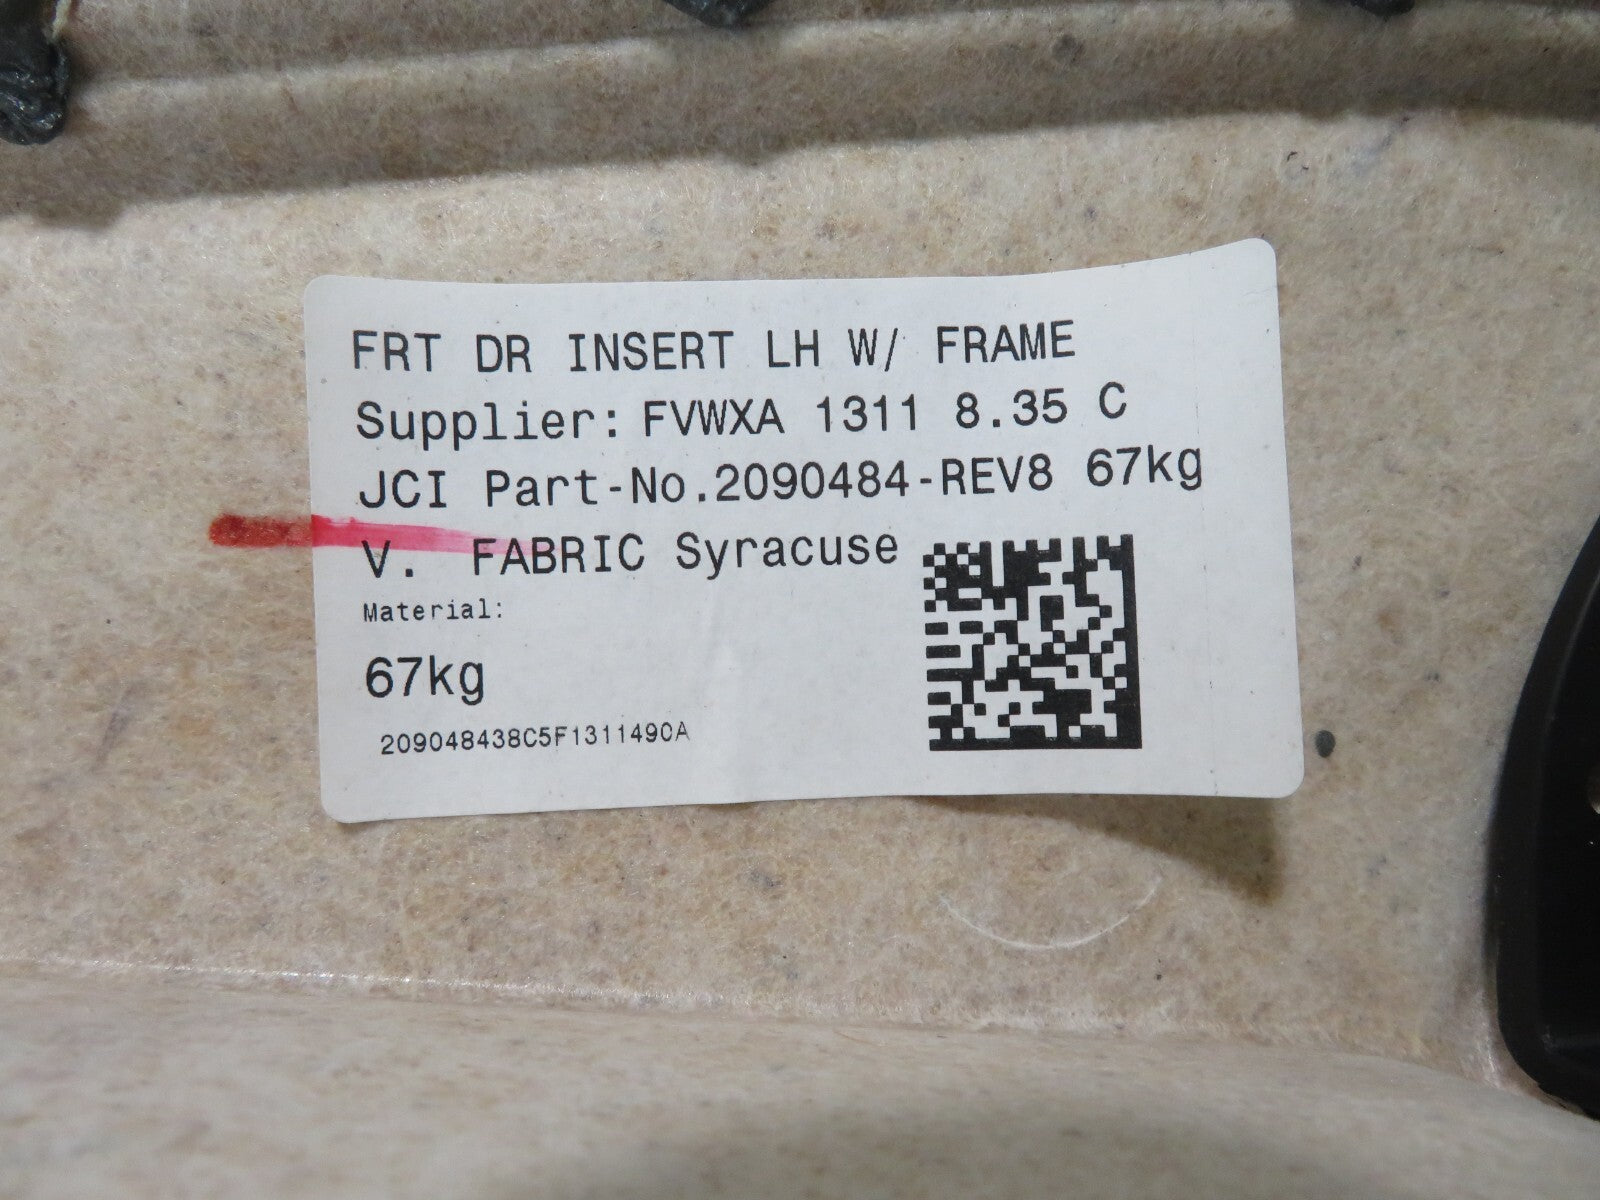 FRT DR INSERT LH W/ FRAME
Supplier: FVWXA 1311 8.35 C
JCI Part-No.2090484-REV8 67kg
V. FABRIC Syracuse
Material:
67kg
209048438C5F1311490A